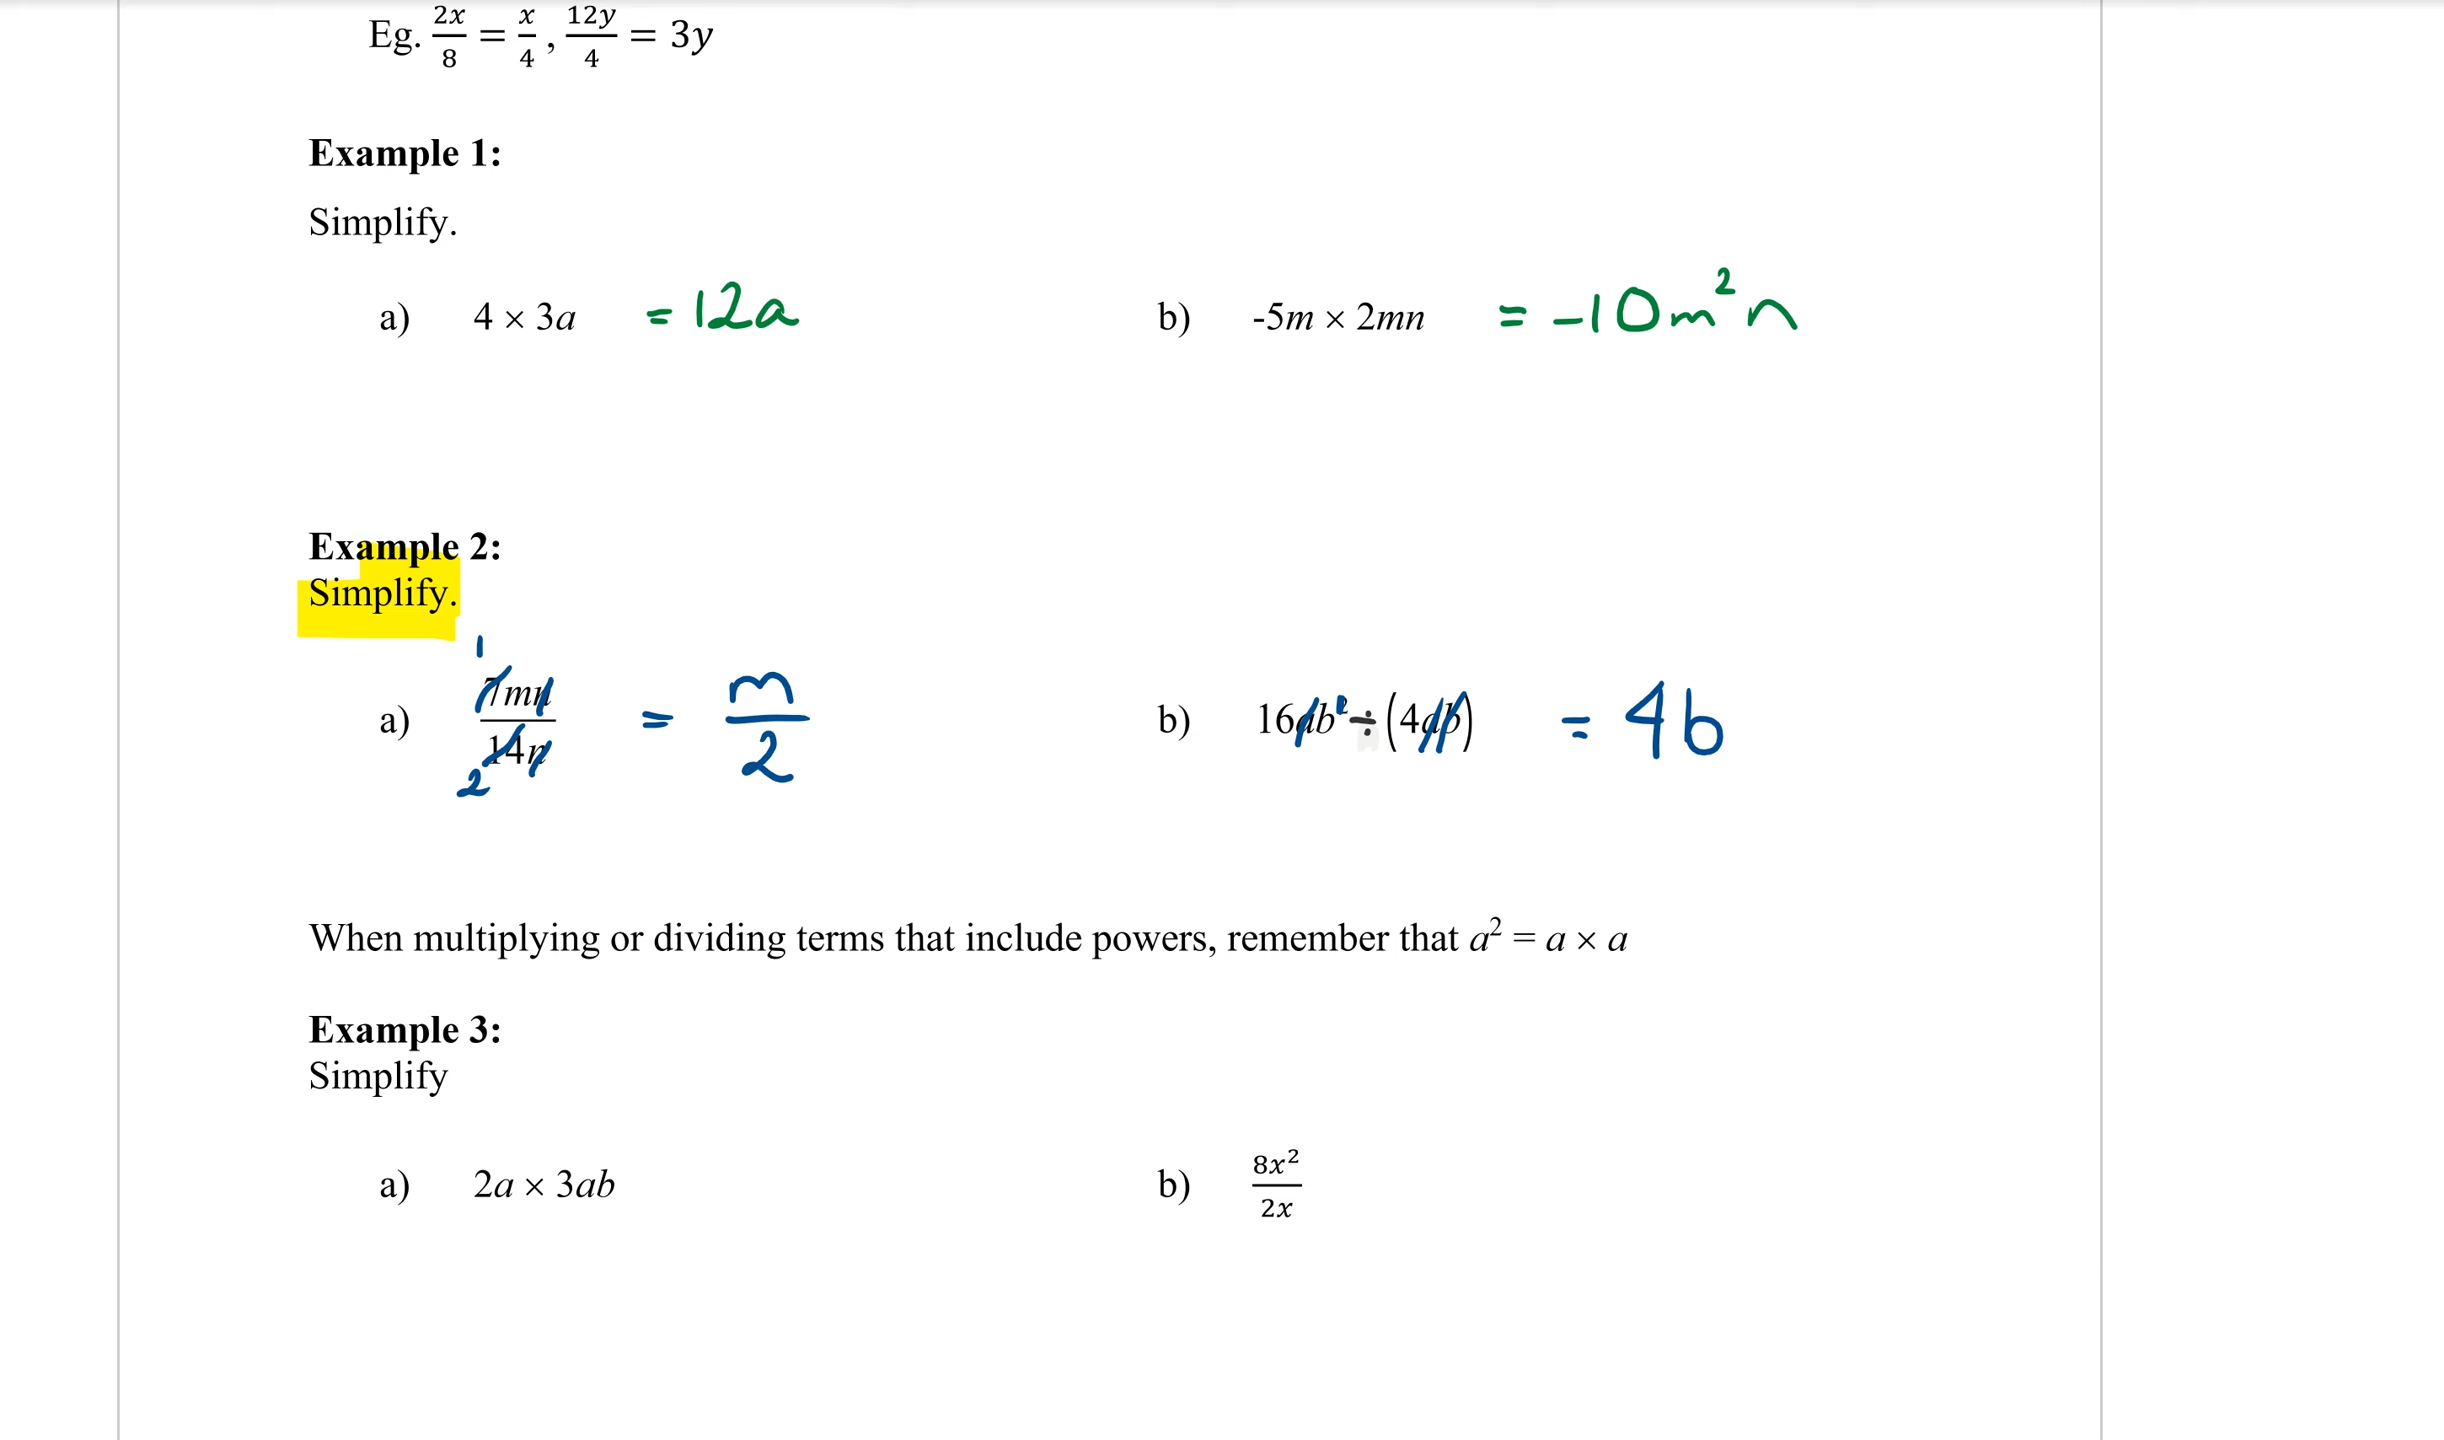 Eg. 2x/8 = x/4 , 12y/4 = 3y
Example 1:
Simplify.
a) 4 × 3a = 12a b) -5m × 2mn = -10m²n
Example 2:
Simplify.
a) 7mn/14n 1 2 = m/2 b) 16ab² ÷ (4ab) = 4b
When multiplying or dividing terms that include powers, remember that a² = a × a
Example 3:
Simplify
a) 2a × 3ab b) 8x²/2x